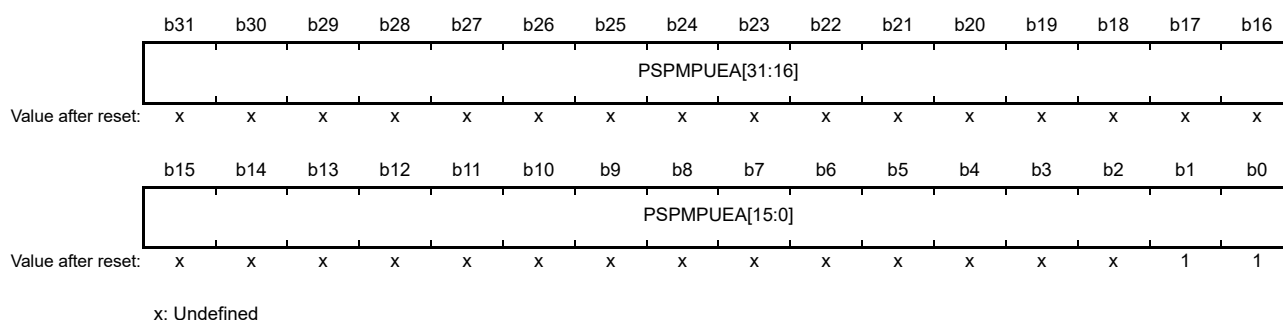 b31 b30 b29 b28 b27 b26 b25 b24 b23 b22 b21 b20 b19 b18 b17 b16
PSPMPUEA[31:16]
Value after reset: x x x x x x x x x x x x x x x x
b15 b14 b13 b12 b11 b10 b9 b8 b7 b6 b5 b4 b3 b2 b1 b0
PSPMPUEA[15:0]
Value after reset: x x x x x x x x x x x x x x 1 1
x: Undefined